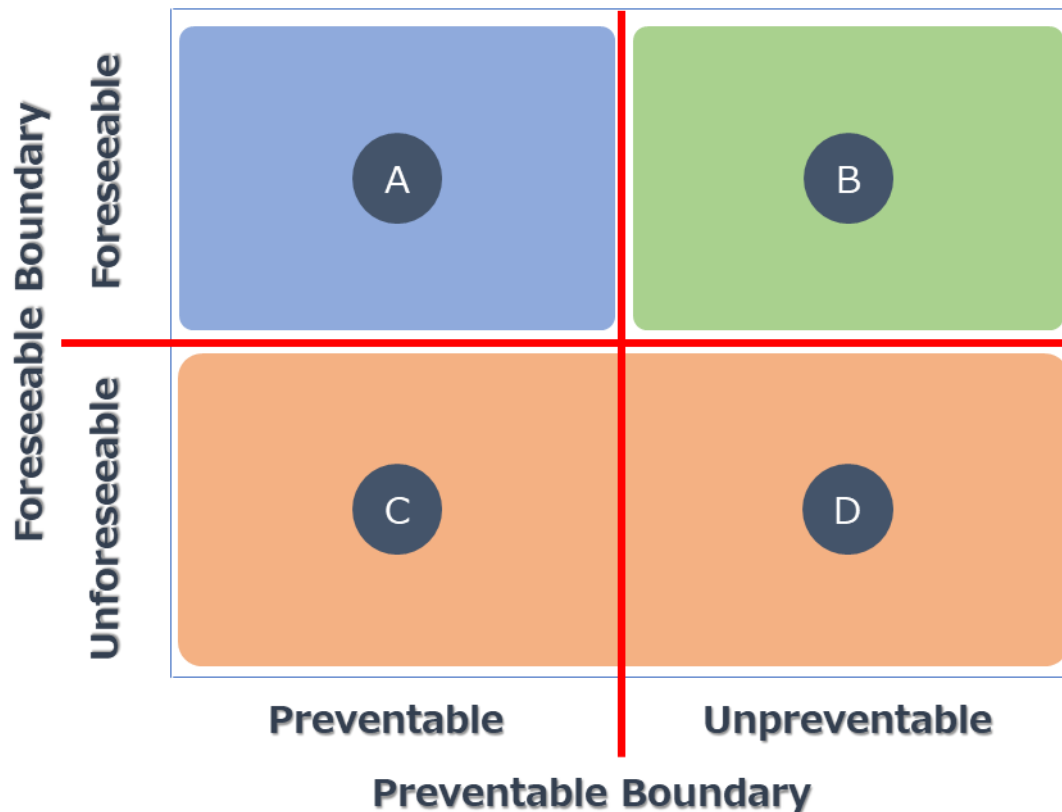 Foreseeable Boundary
Foreseeable
A
B
Unforeseeable
C
D
Preventable
Unpreventable
Preventable Boundary